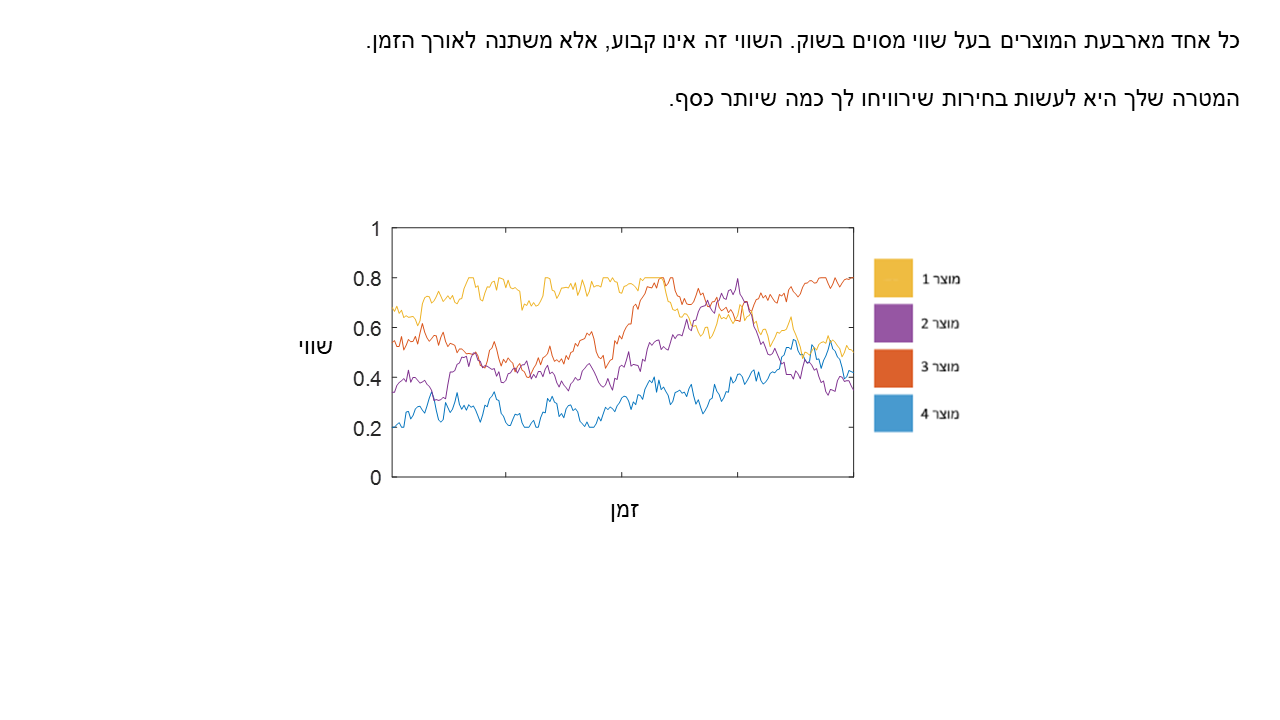 כל אחד מארבעת המוצרים בעל שווי מסוים בשוק. השווי זה אינו קבוע, אלא משתנה לאורך הזמן.
המטרה שלך היא לעשות בחירות שירוויחו לך כמה שיותר כסף.
1
0.8
0.6
0.4
0.2
0
שווי
זמן
מוצר 1
מוצר 2
מוצר 3
מוצר 4